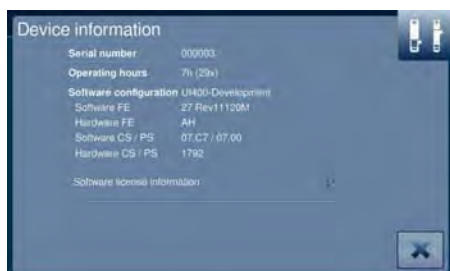 Device information
Serial number 000003
Operating hours 7h (29x)
Software configuration UI400-Development
Software FE 27 Rev11120M
Hardware FE AH
Software CS / PS 07.C7 / 07.00
Hardware CS / PS 1792
Software license information